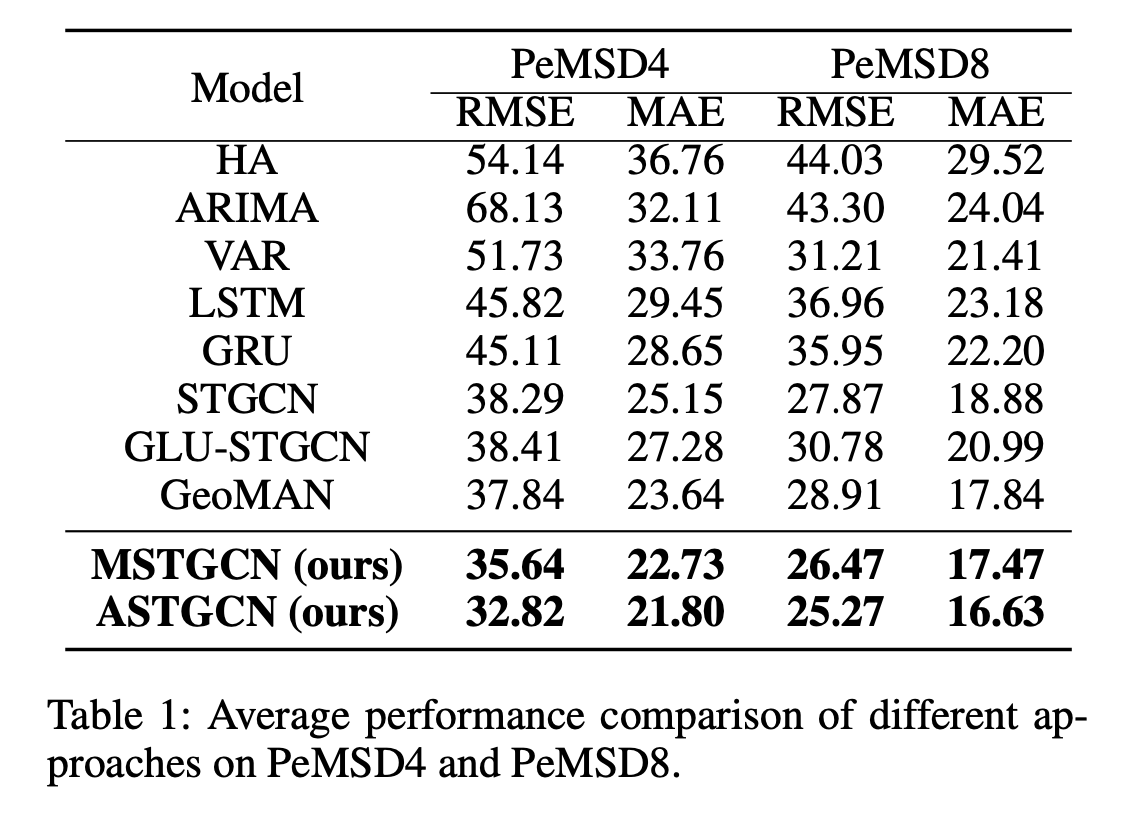 Model PeMSD4 PeMSD8
RMSE MAE RMSE MAE
HA 54.14 36.76 44.03 29.52
ARIMA 68.13 32.11 43.30 24.04
VAR 51.73 33.76 31.21 21.41
LSTM 45.82 29.45 36.96 23.18
GRU 45.11 28.65 35.95 22.20
STGCN 38.29 25.15 27.87 18.88
GLU-STGCN 38.41 27.28 30.78 20.99
GeoMAN 37.84 23.64 28.91 17.84
MSTGCN (ours) 35.64 22.73 26.47 17.47
ASTGCN (ours) 32.82 21.80 25.27 16.63
Table 1: Average performance comparison of different ap-
proaches on PeMSD4 and PeMSD8.